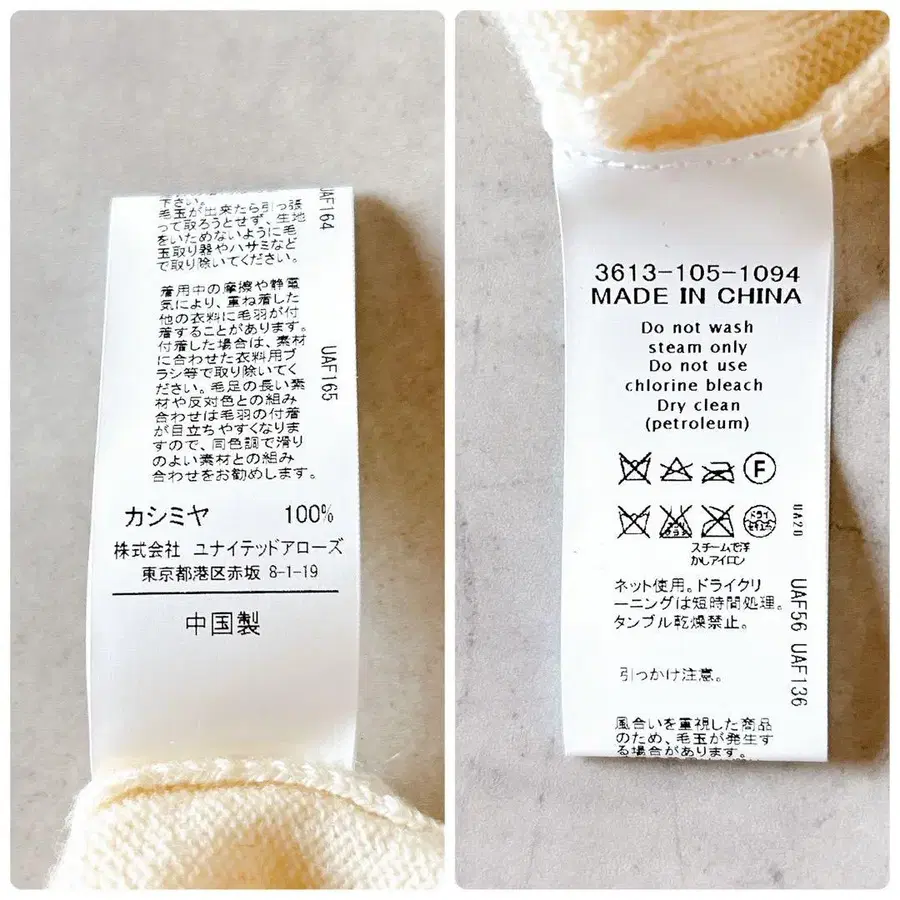 下さい。
毛玉が出来たら引っ張
って取ろうとせず、生地
をいためないように毛
玉取り器やハサミなど
で取り除いてください。
着用中の摩擦や静電
気により、重ね着した
他の衣料に毛羽が付
着することがあります。
付着した場合は、素材
に合わせた衣料用ブ
ラシ等で取り除いてく
ださい。毛足の長い素
材や反対色との組み
合わせは毛羽の付着
が目立ちやすくなりま
すので、同色調で滑り
のよい素材との組み
合わせをお勧めします。
UAF164
UAF165
カシミヤ 100%
株式会社 ユナイテッドアローズ
東京都港区赤坂 8-1-19
中国製
3613-105-1094
MADE IN CHINA
Do not wash
steam only
Do not use
chlorine bleach
Dry clean
(petroleum)
F
ドライ
セキユ系
スチームで浮
かしアイロン
UA20
ネット使用。ドライクリ
ーニングは短時間処理。
タンブル乾燥禁止。
引っかけ注意。
風合いを重視した商品
のため、毛玉が発生す
る場合があります。
UAF56 UAF136